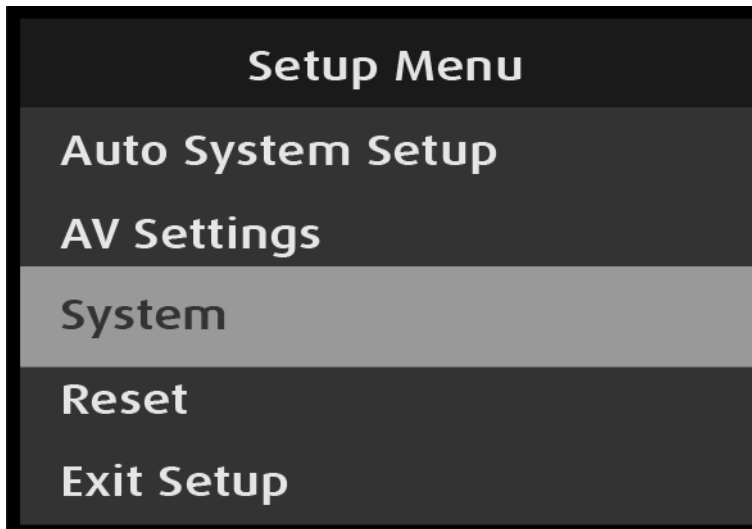 Setup Menu
Auto System Setup
AV Settings
System
Reset
Exit Setup